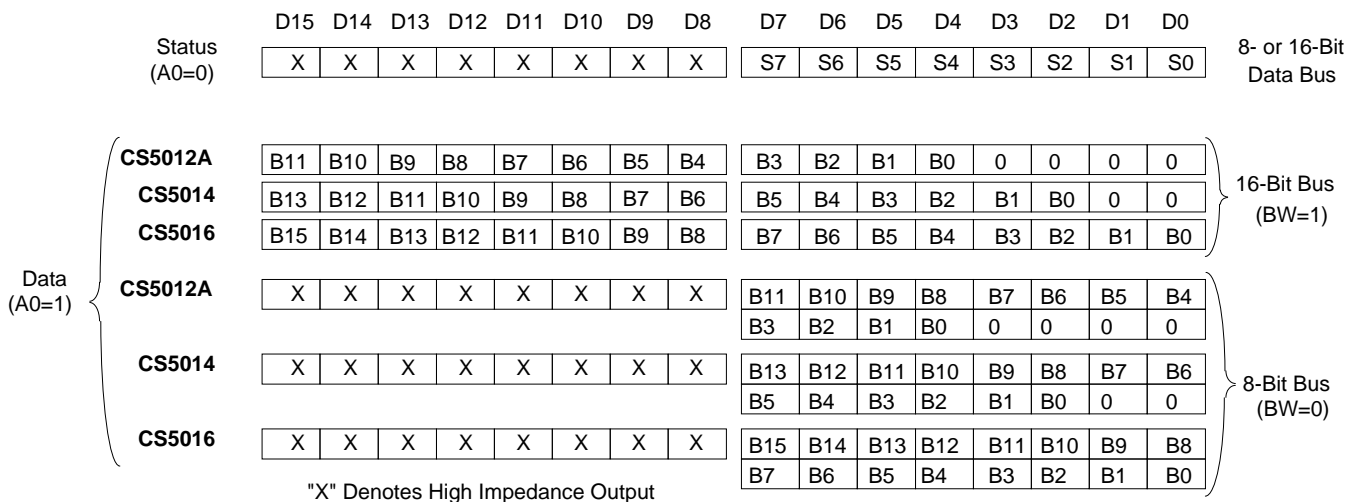 D15 D14 D13 D12 D11 D10 D9 D8 D7 D6 D5 D4 D3 D2 D1 D0
Status
(A0=0)
X X X X X X X X S7 S6 S5 S4 S3 S2 S1 S0
8- or 16-Bit
Data Bus
CS5012A B11 B10 B9 B8 B7 B6 B5 B4 B3 B2 B1 B0 0 0 0 0
CS5014 B13 B12 B11 B10 B9 B8 B7 B6 B5 B4 B3 B2 B1 B0 0 0
CS5016 B15 B14 B13 B12 B11 B10 B9 B8 B7 B6 B5 B4 B3 B2 B1 B0
16-Bit Bus
(BW=1)
Data
(A0=1)
CS5012A X X X X X X X X B11 B10 B9 B8 B7 B6 B5 B4
B3 B2 B1 B0 0 0 0 0
CS5014 X X X X X X X X B13 B12 B11 B10 B9 B8 B7 B6
B5 B4 B3 B2 B1 B0 0 0
8-Bit Bus
(BW=0)
CS5016 X X X X X X X X B15 B14 B13 B12 B11 B10 B9 B8
B7 B6 B5 B4 B3 B2 B1 B0
"X" Denotes High Impedance Output